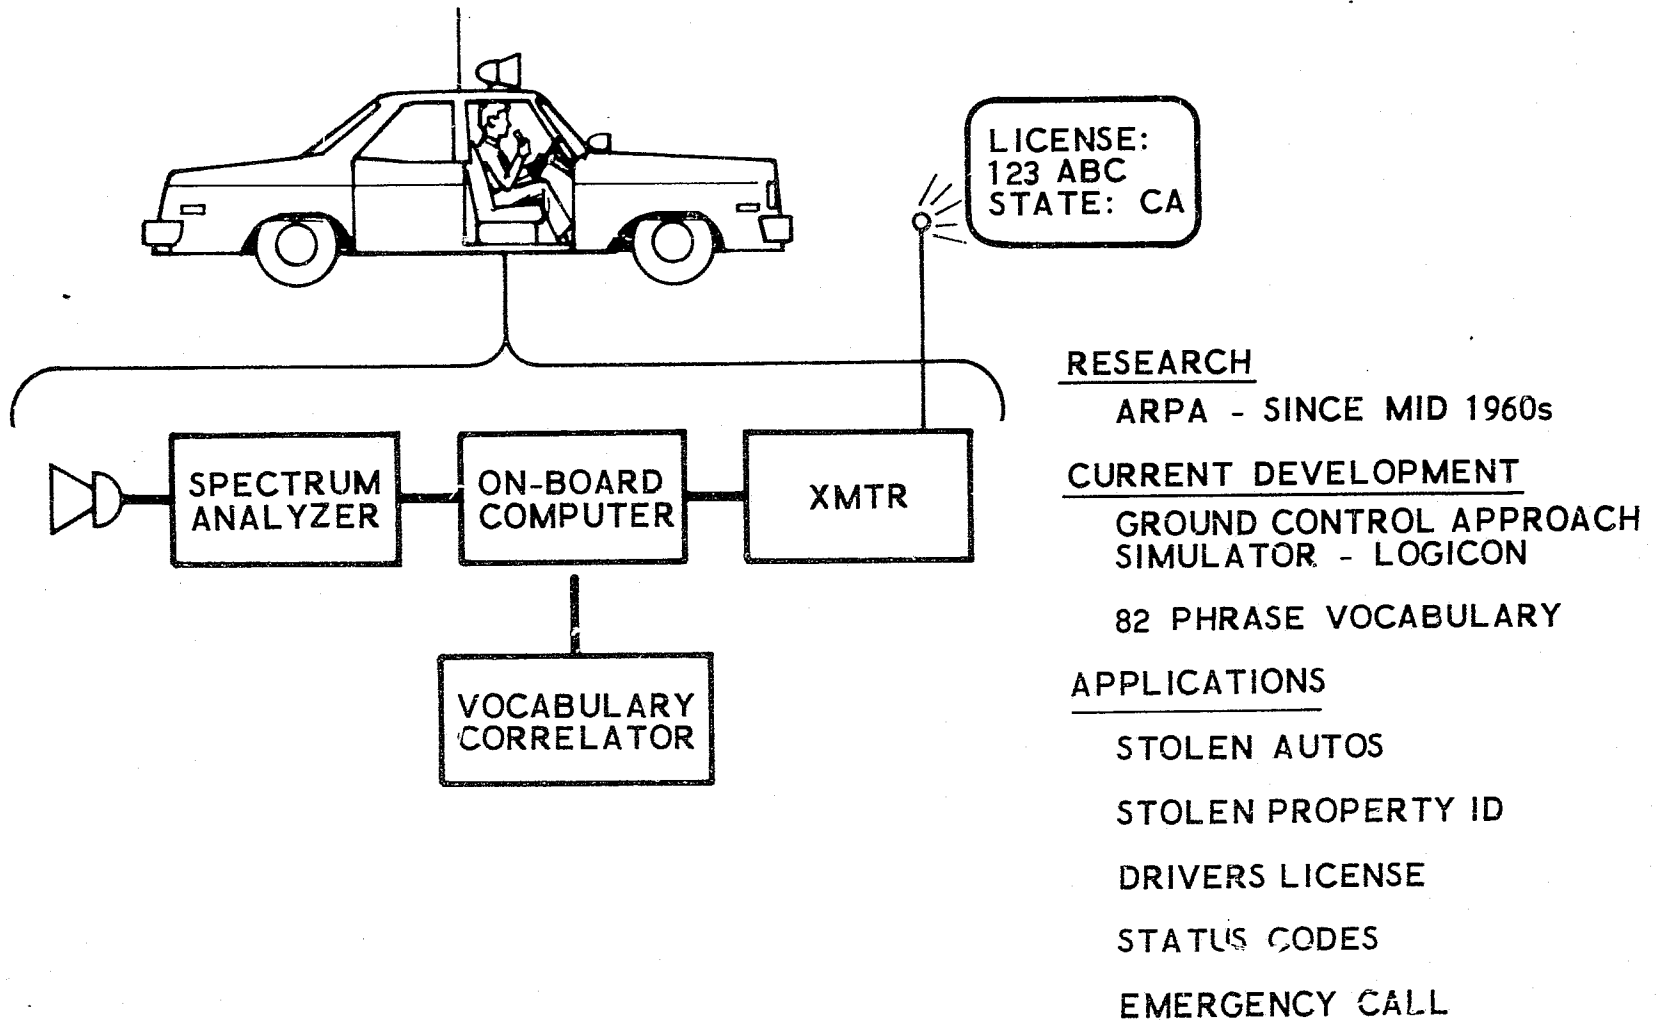 LICENSE:
123 ABC
STATE: CA
SPECTRUM
ANALYZER
ON-BOARD
COMPUTER
XMTR
VOCABULARY
CORRELATOR
RESEARCH
ARPA - SINCE MID 1960s
CURRENT DEVELOPMENT
GROUND CONTROL APPROACH
SIMULATOR - LOGICON
82 PHRASE VOCABULARY
APPLICATIONS
STOLEN AUTOS
STOLEN PROPERTY ID
DRIVERS LICENSE
STATUS CODES
EMERGENCY CALL